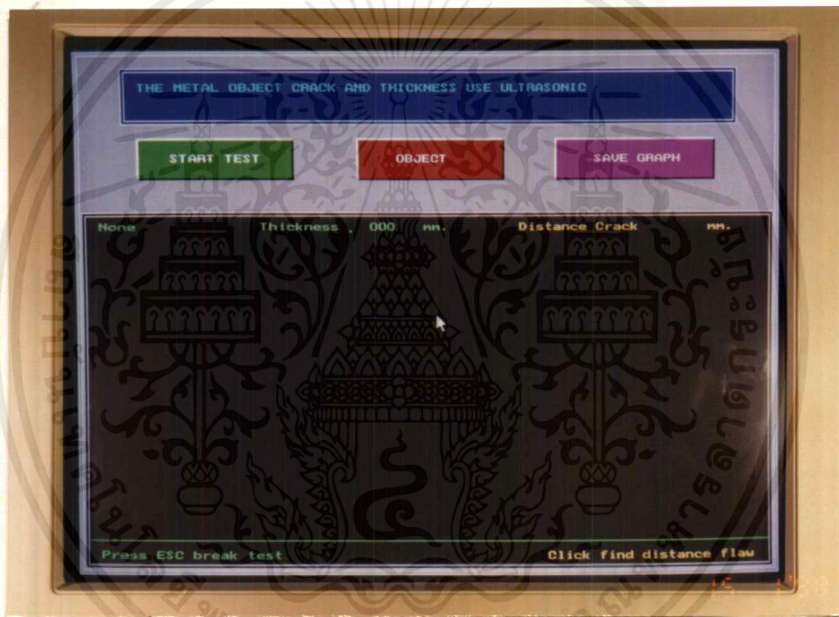 THE METAL OBJECT CRACK AND THICKNESS USE ULTRASONIC
START TEST OBJECT SAVE GRAPH
None Thickness . 000 mm. Distance Crack mm.
Press ESC break test Click find distance flaw